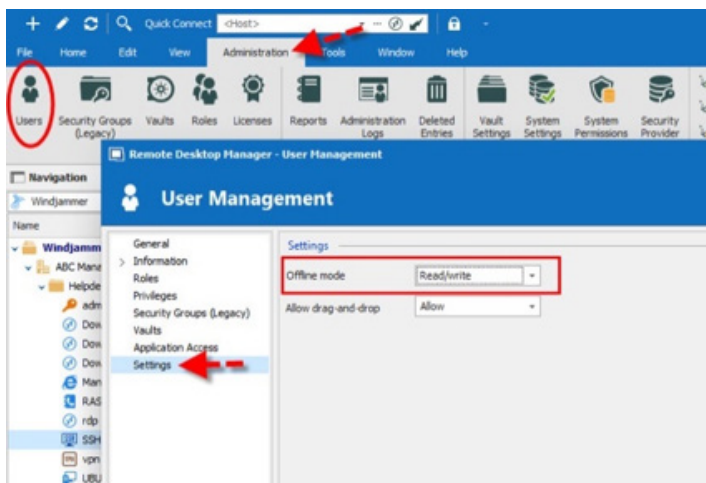 Quick Connect <Host>
File Home Edit View Administration Tools Window Help
Users Security Groups (Legacy) Vaults Roles Licenses Reports Administration Logs Deleted Entries Vault Settings System Settings System Permissions Security Provider
Remote Desktop Manager - User Management
Navigation
User Management
Windjammer
Name
Windjamm
General
Settings
ABC Mana
Information
Offline mode Read/write
Helpde
Roles
adm
Privileges
Allow drag-and-drop Allow
Dow
Security Groups (Legacy)
Dow
Vaults
Dow
Application Access
Man
Settings
RAS
rdp
SSH
vpn
UBU